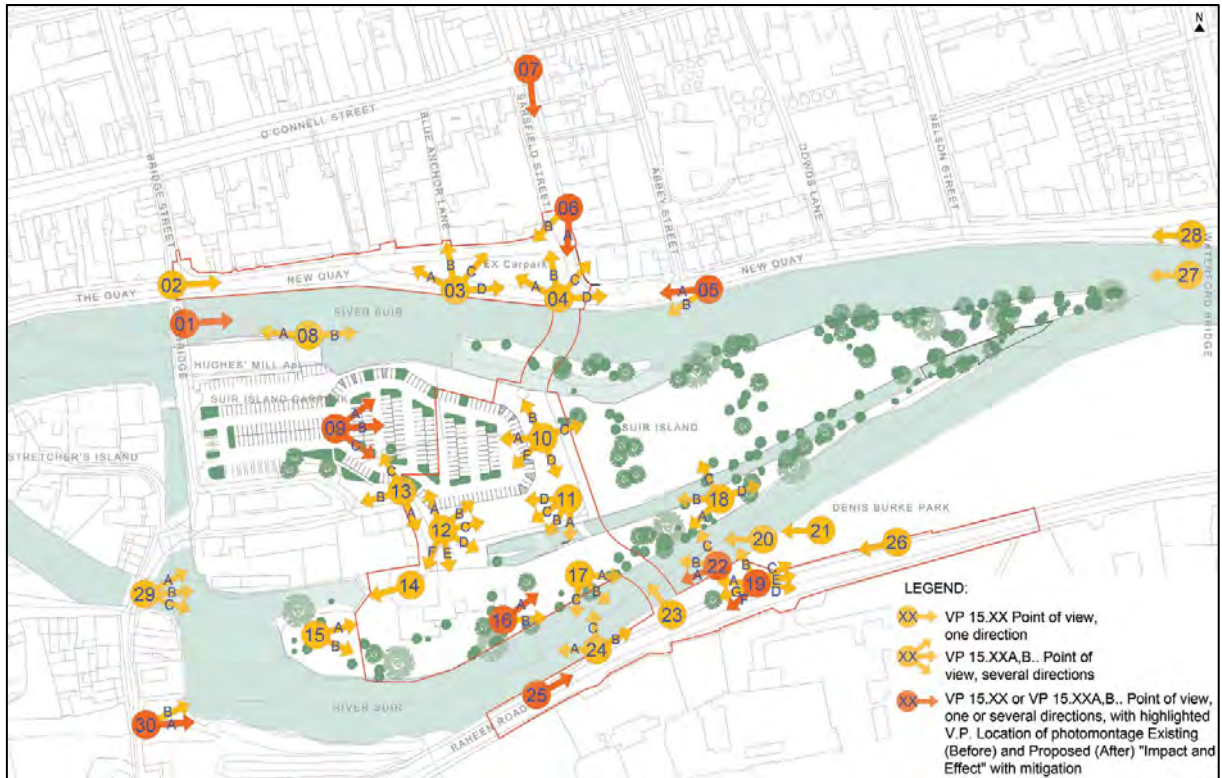 N
07
O'CONNELL STREET
SARSFIELD STREET
BLUE ANCHOR LANE
BRIDGE STREET
ABBEY STREET
DOWDS LANE
NELSON STREET
06
B
A
28
27
WATERFORD BRIDGE
EX Carpark
A B C D
03
A B C D
04
02
NEW QUAY
NEW QUAY
THE QUAY
A
B
05
01
RIVER SUIR
A 08 B
HUGHES' MILL Apt
SUIR ISLAND CARPARK
A
09 B
C
B
A 10 C
F D
SUIR ISLAND
STRETCHER'S ISLAND
C
B 13
A
D 11
C B A
A B
12 C
D
F E
C
B 18 D
A
DENIS BURKE PARK
20
21
26
C
B 22
A
B C
A 19 E
G D
F
14
17 A
B
C
A
29 B
C
A
16 B
23
15 A
B
C
A 24 B
25
RAHEEN ROAD
RIVER SUIR
B
30 A
LEGEND:
XX VP 15.XX Point of view,
one direction
XX VP 15.XXA,B.. Point of
view, several directions
XX VP 15.XX or VP 15.XXA,B.. Point of view,
one or several directions, with highlighted
V.P. Location of photomontage Existing
(Before) and Proposed (After) "Impact and
Effect" with mitigation